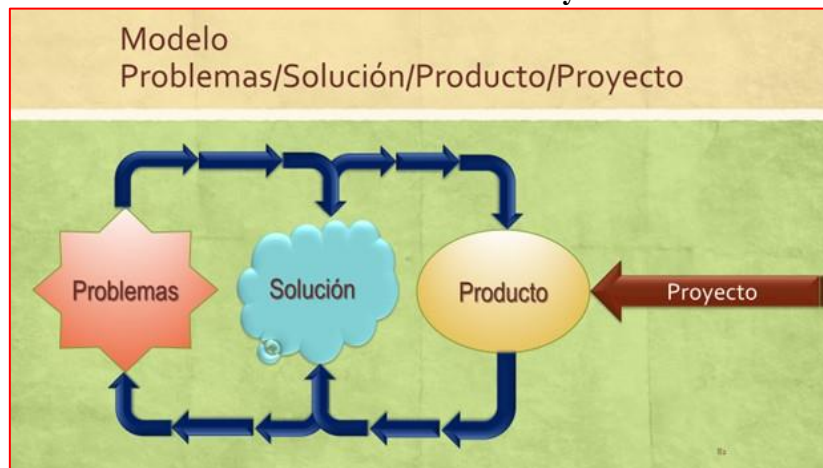 Modelo
Problemas/Solución/Producto/Proyecto
Problemas
Solución
Producto
Proyecto